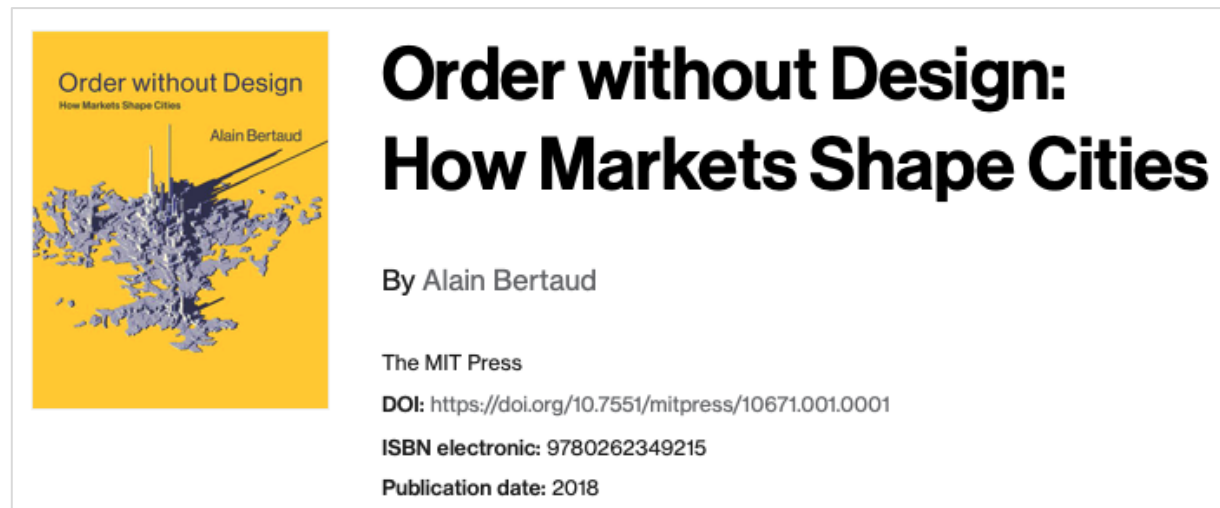 Order without Design
How Markets Shape Cities
Alain Bertaud
Order without Design:
How Markets Shape Cities
By Alain Bertaud
The MIT Press
DOI: https://doi.org/10.7551/mitpress/10671.001.0001
ISBN electronic: 9780262349215
Publication date: 2018